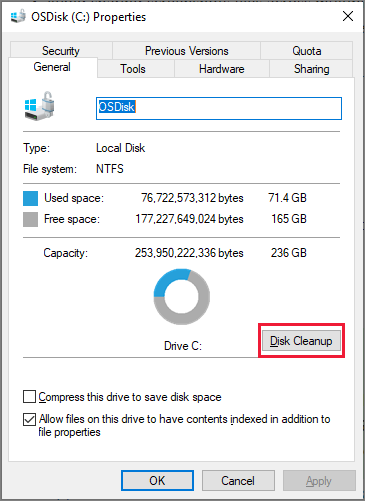 OSDisk (C:) Properties
Security Previous Versions Quota
General Tools Hardware Sharing
OSDisk
Type: Local Disk
File system: NTFS
Used space: 76,722,573,312 bytes 71.4 GB
Free space: 177,227,649,024 bytes 165 GB
Capacity: 253,950,222,336 bytes 236 GB
Drive C:
Disk Cleanup
Compress this drive to save disk space
Allow files on this drive to have contents indexed in addition to
file properties
OK Cancel Apply